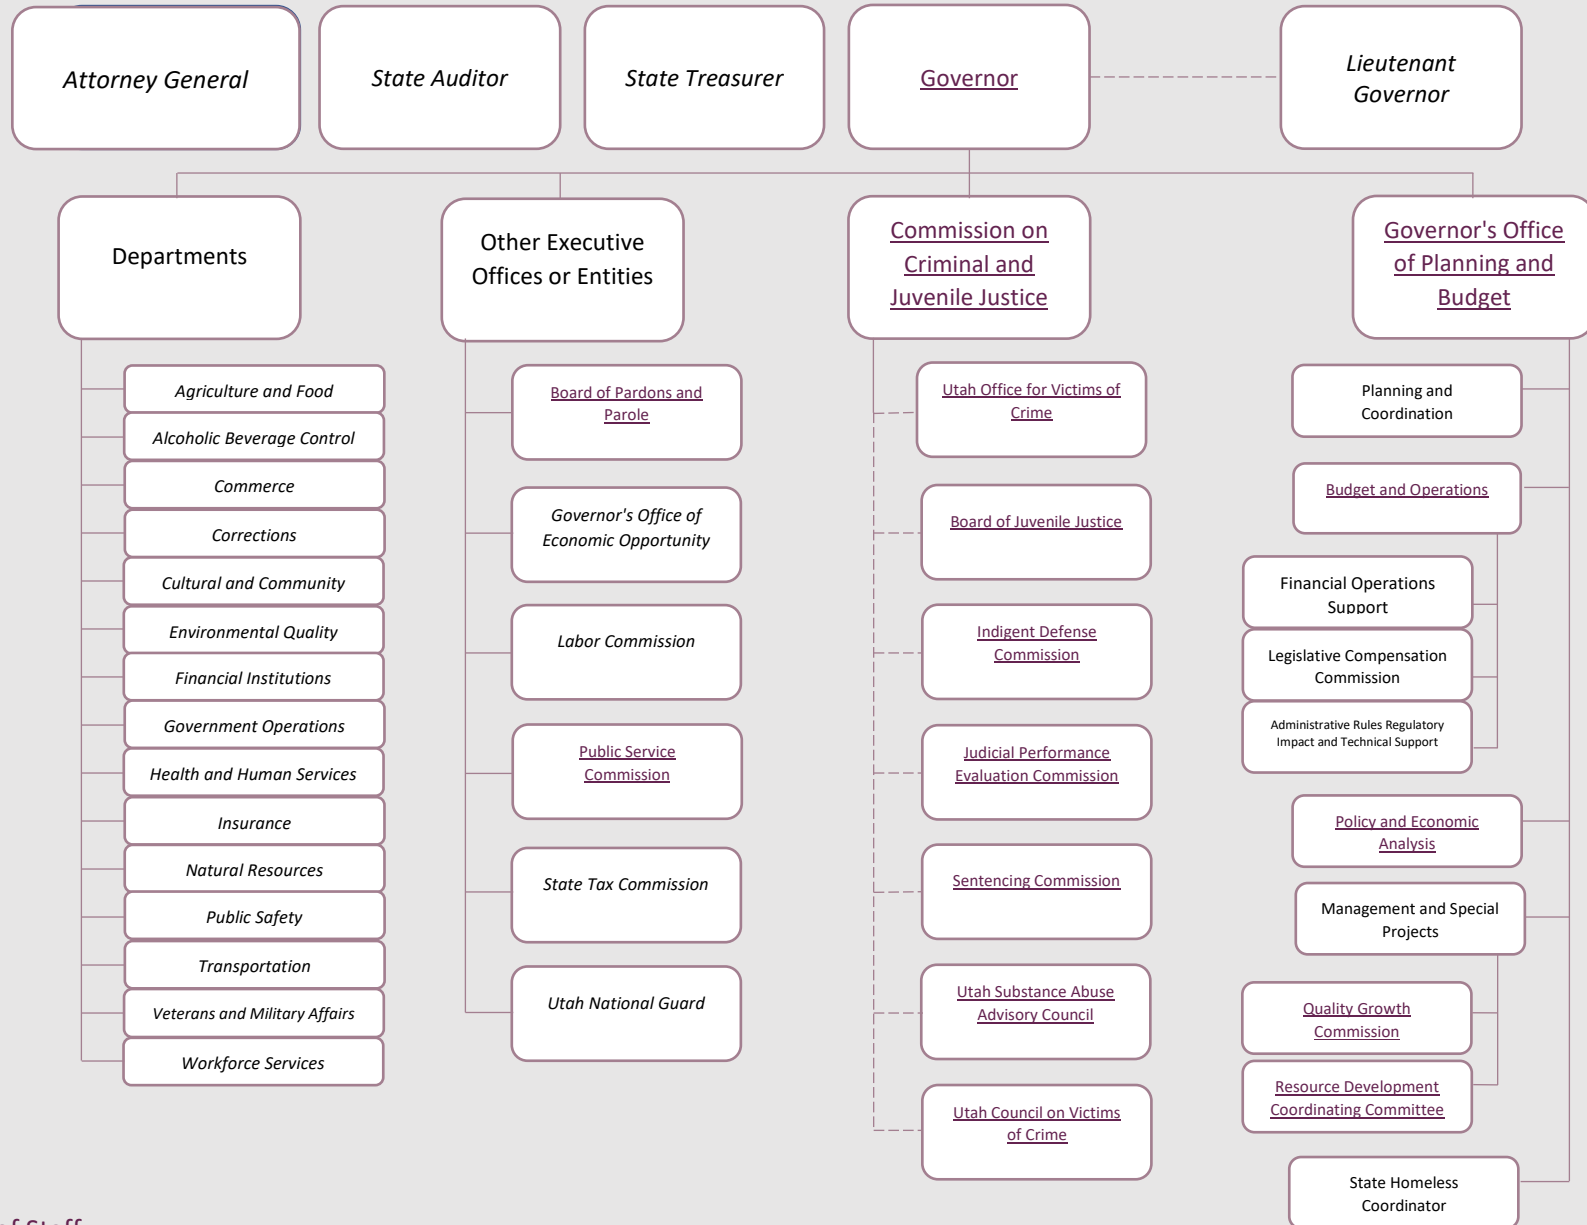 Attorney General
State Auditor
State Treasurer
Governor
Lieutenant
Governor
Departments
Agriculture and Food
Alcoholic Beverage Control
Commerce
Corrections
Cultural and Community
Environmental Quality
Financial Institutions
Government Operations
Health and Human Services
Insurance
Natural Resources
Public Safety
Transportation
Veterans and Military Affairs
Workforce Services
Other Executive
Offices or Entities
Board of Pardons and
Parole
Governor's Office of
Economic Opportunity
Labor Commission
Public Service
Commission
State Tax Commission
Utah National Guard
Commission on
Criminal and
Juvenile Justice
Utah Office for Victims of
Crime
Board of Juvenile Justice
Indigent Defense
Commission
Judicial Performance
Evaluation Commission
Sentencing Commission
Utah Substance Abuse
Advisory Council
Utah Council on Victims
of Crime
Governor's Office
of Planning and
Budget
Planning and
Coordination
Budget and Operations
Financial Operations
Support
Legislative Compensation
Commission
Administrative Rules Regulatory
Impact and Technical Support
Policy and Economic
Analysis
Management and Special
Projects
Quality Growth
Commission
Resource Development
Coordinating Committee
State Homeless
Coordinator
of Staff